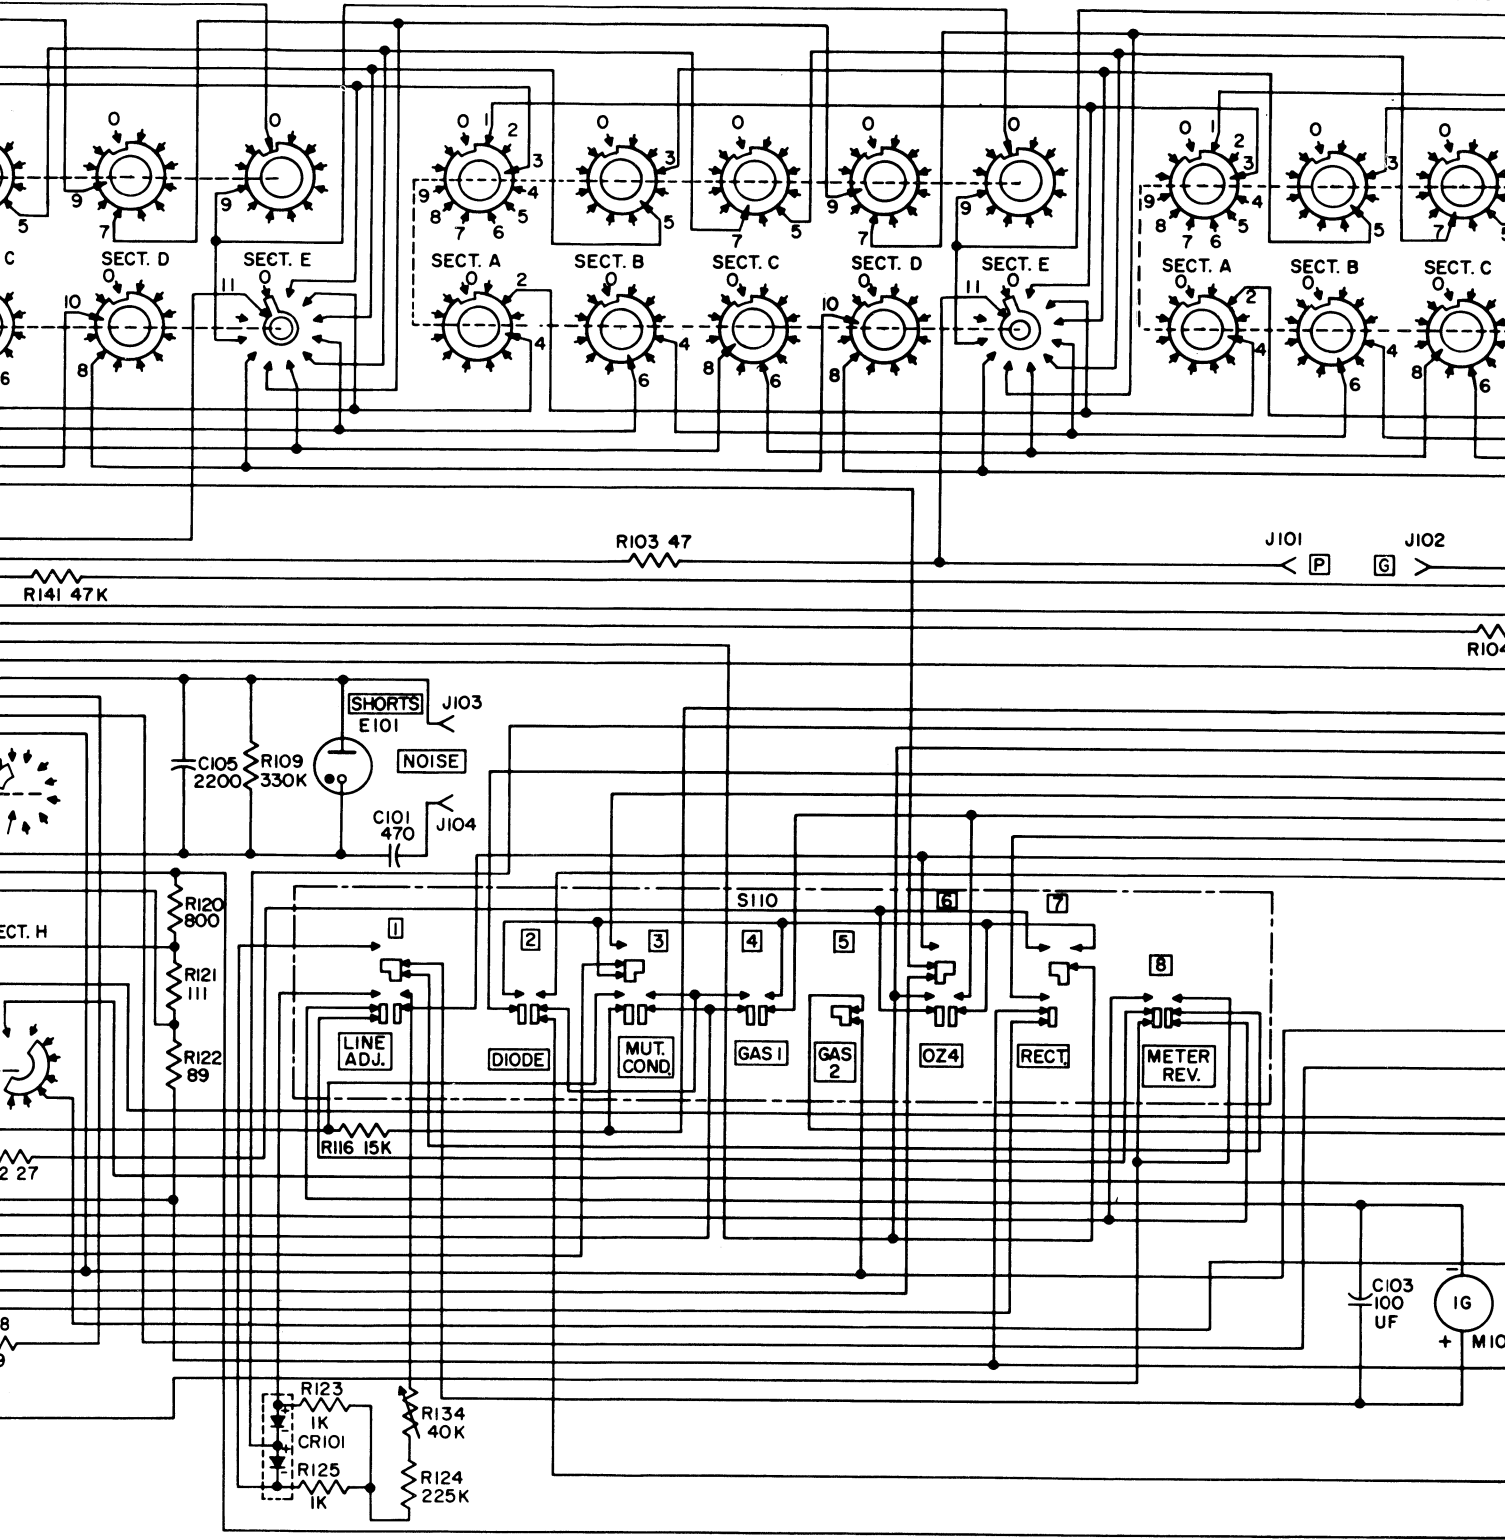 0 0 0 1 2 0 0 0 0 0 1 2 0 0
3 3 3 3
9 9 9 4 9 9 9 4
8 5 5 5 8 5 5
7 7 6 7 7 7 6 7
5
C SECT. D SECT. E SECT. A SECT. B SECT. C SECT. D SECT. E SECT. A SECT. B SECT. C
0 0 0 0 0 0 0 0 0 0
11 2 11 2
10 10
4 4 4 4
8 8 8 8
6 6 6 6 6
R103 47
J101 P G J102
R141 47K
R104
SHORTS J103
E101
C105 2200
R109 330K
NOISE
C101 470
J104
R120 800
S110
ECT. H
1 2 3 4 5 6 7 8
R121 111
LINE ADJ.
DIODE
MUT. COND.
GAS 1
GAS 2
OZ4
RECT.
METER REV.
R122 89
R116 15K
2 27
C103 100 UF
− 1G +
M10
8
9
R123
1K
+
−
CR101
+
−
R125
1K
R134 40K
R124 225K